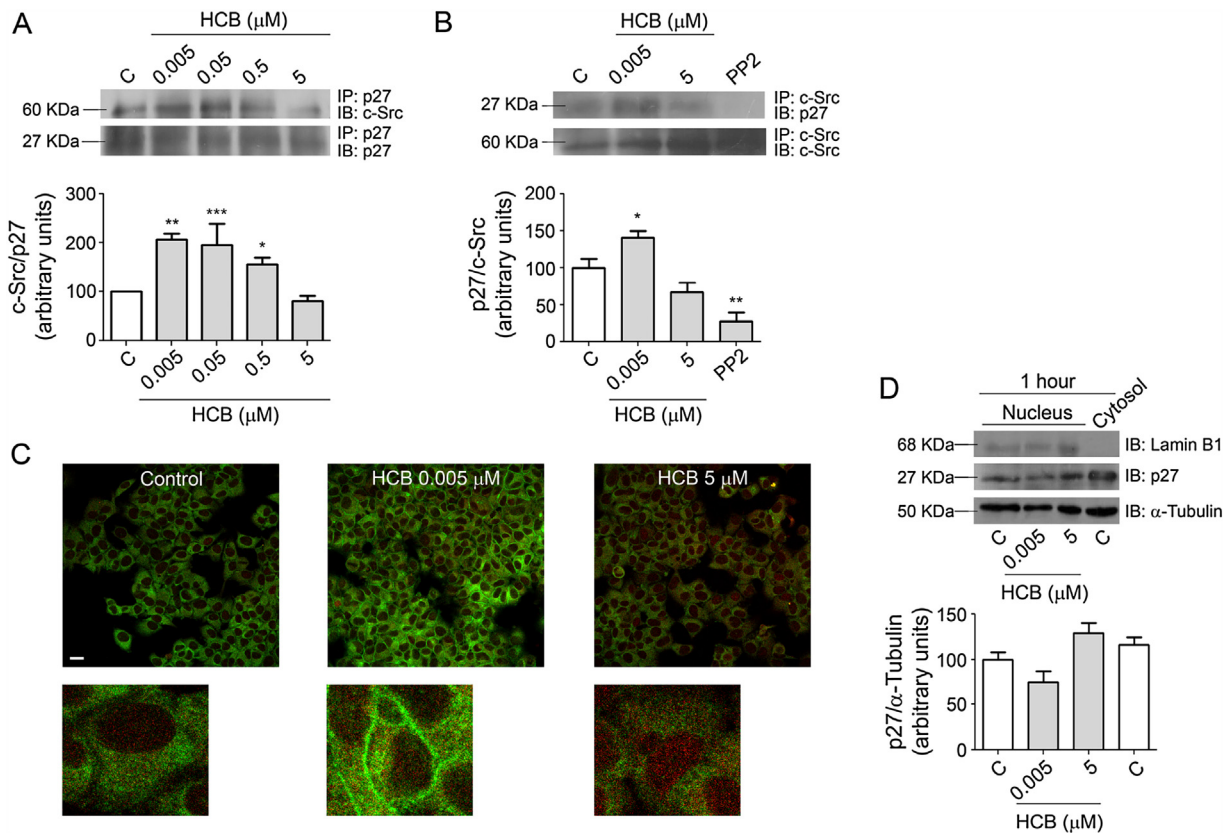 A
HCB (μM)
C 0.005 0.05 0.5 5
60 KDa
IP: p27
IB: c-Src
27 KDa
IP: p27
IB: p27
c-Src/p27
(arbitrary units)
300
200
100
0
** *** *
C 0.005 0.05 0.5 5
HCB (μM)
B
HCB (μM)
C 0.005 5 PP2
27 KDa
IP: c-Src
IB: p27
60 KDa
IP: c-Src
IB: c-Src
p27/c-Src
(arbitrary units)
200
150
100
50
0
* **
C 0.005 5 PP2
HCB (μM)
C
Control
HCB 0.005 μM
HCB 5 μM
D
1 hour
Nucleus Cytosol
68 KDa IB: Lamin B1
27 KDa IB: p27
50 KDa IB: α-Tubulin
C 0.005 5 C
HCB (μM)
p27/α-Tubulin
(arbitrary units)
150
100
50
0
C 0.005 5 C
HCB (μM)